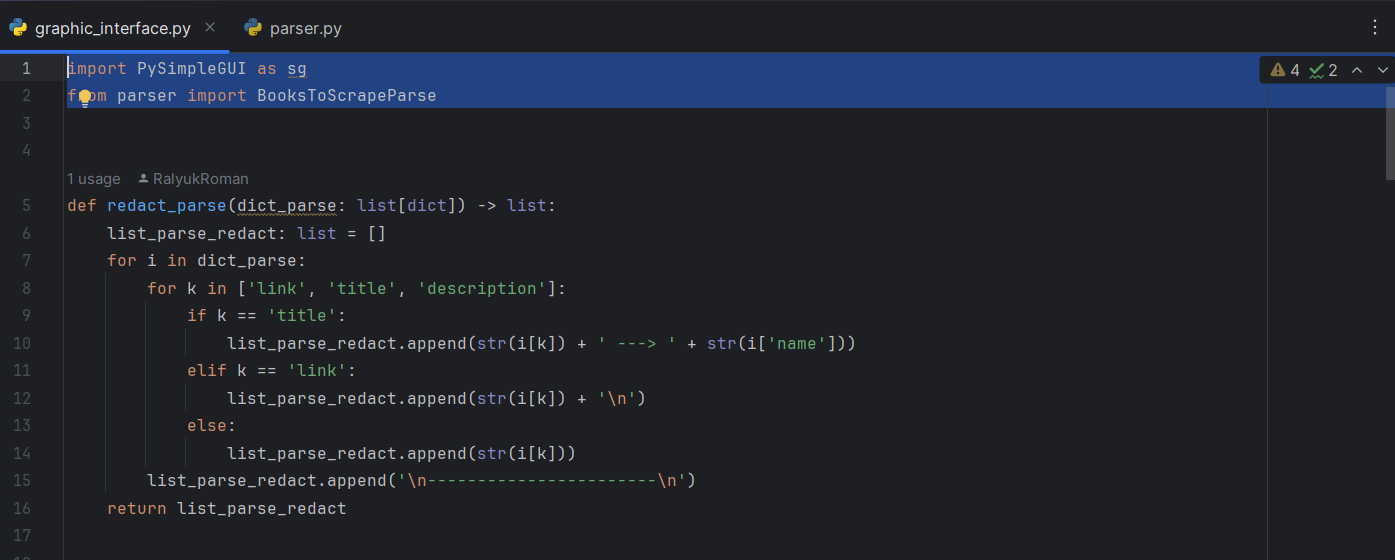 graphic_interface.py × parser.py
1 import PySimpleGUI as sg 4 2
2 from parser import BooksToScrapeParse
3
4
1 usage RalyukRoman
5 def redact_parse(dict_parse: list[dict]) -> list:
6     list_parse_redact: list = []
7     for i in dict_parse:
8         for k in ['link', 'title', 'description']:
9             if k == 'title':
10                 list_parse_redact.append(str(i[k]) + ' ---> ' + str(i['name']))
11             elif k == 'link':
12                 list_parse_redact.append(str(i[k]) + '\n')
13             else:
14                 list_parse_redact.append(str(i[k]))
15         list_parse_redact.append('\n-----------------------\n')
16     return list_parse_redact
17